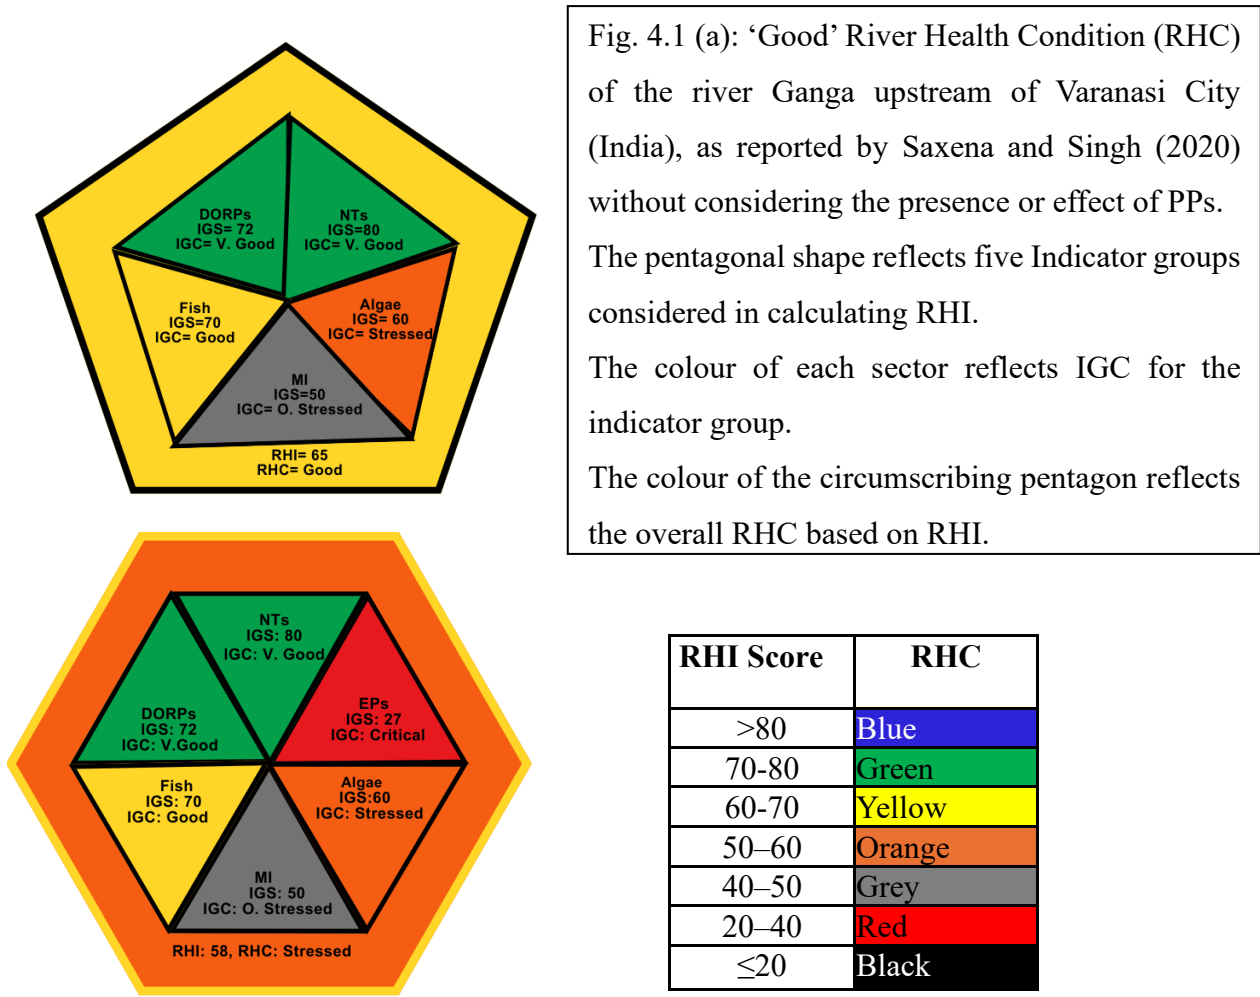 Fig. 4.1 (a): ‘Good’ River Health Condition (RHC)
of the river Ganga upstream of Varanasi City
(India), as reported by Saxena and Singh (2020)
without considering the presence or effect of PPs.
The pentagonal shape reflects five Indicator groups
considered in calculating RHI.
The colour of each sector reflects IGC for the
indicator group.
The colour of the circumscribing pentagon reflects
the overall RHC based on RHI.
DORPs
IGS= 72
IGC= V. Good
NTs
IGS=80
IGC= V. Good
Fish
IGS=70
IGC= Good
Algae
IGS= 60
IGC= Stressed
MI
IGS=50
IGC= O. Stressed
RHI= 65
RHC= Good
NTs
IGS: 80
IGC: V. Good
DORPs
IGS: 72
IGC: V.Good
EPs
IGS: 27
IGC: Critical
Fish
IGS: 70
IGC: Good
Algae
IGS:60
IGC: Stressed
MI
IGS: 50
IGC: O. Stressed
RHI: 58, RHC: Stressed
RHI Score RHC
>80 Blue
70-80 Green
60-70 Yellow
50–60 Orange
40–50 Grey
20–40 Red
≤20 Black